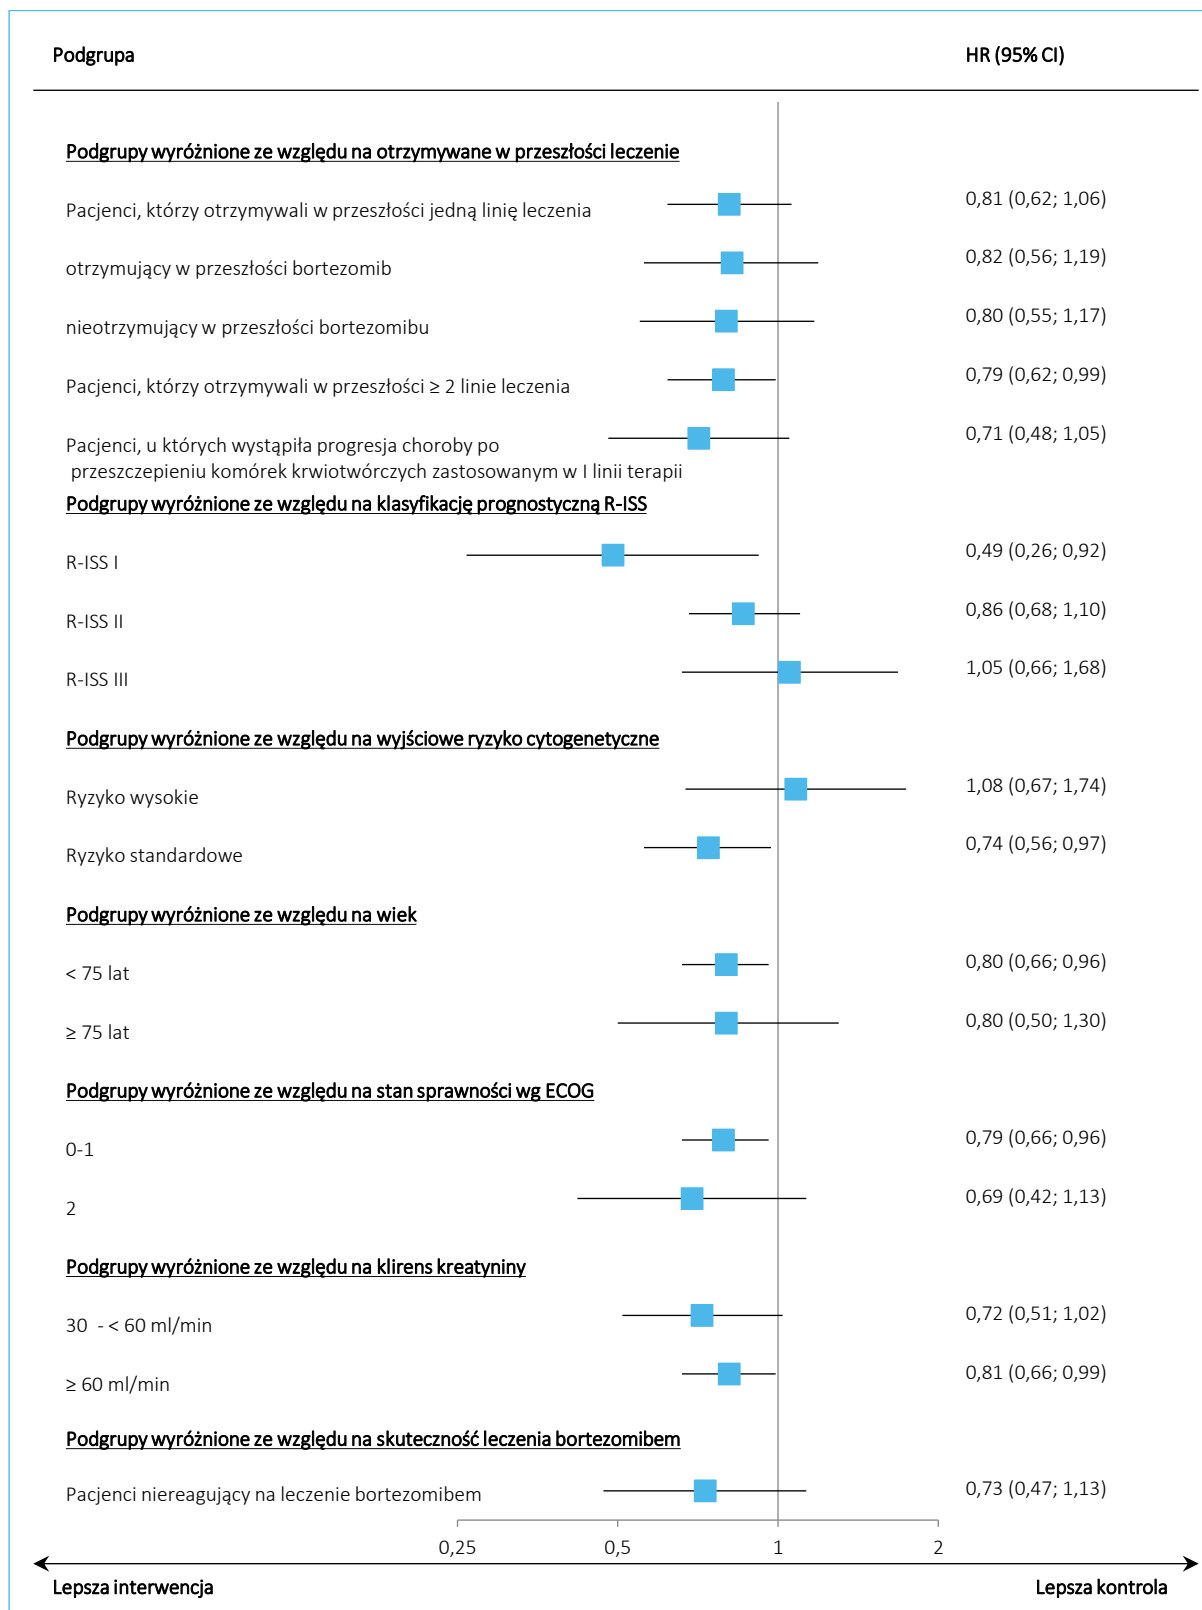 Podgrupa HR (95% CI)
Podgrupy wyróżnione ze względu na otrzymywane w przeszłości leczenie
Pacjenci, którzy otrzymywali w przeszłości jedną linię leczenia 0,81 (0,62; 1,06)
otrzymujący w przeszłości bortezomib 0,82 (0,56; 1,19)
nieotrzymujący w przeszłości bortezomibu 0,80 (0,55; 1,17)
Pacjenci, którzy otrzymywali w przeszłości ≥ 2 linie leczenia 0,79 (0,62; 0,99)
Pacjenci, u których wystąpiła progresja choroby po 0,71 (0,48; 1,05)
przeszczepieniu komórek krwiotwórczych zastosowanym w I linii terapii
Podgrupy wyróżnione ze względu na klasyfikację prognostyczną R-ISS
R-ISS I 0,49 (0,26; 0,92)
R-ISS II 0,86 (0,68; 1,10)
R-ISS III 1,05 (0,66; 1,68)
Podgrupy wyróżnione ze względu na wyjściowe ryzyko cytogenetyczne
Ryzyko wysokie 1,08 (0,67; 1,74)
Ryzyko standardowe 0,74 (0,56; 0,97)
Podgrupy wyróżnione ze względu na wiek
< 75 lat 0,80 (0,66; 0,96)
≥ 75 lat 0,80 (0,50; 1,30)
Podgrupy wyróżnione ze względu na stan sprawności wg ECOG
0-1 0,79 (0,66; 0,96)
2 0,69 (0,42; 1,13)
Podgrupy wyróżnione ze względu na klirens kreatyniny
30 - < 60 ml/min 0,72 (0,51; 1,02)
≥ 60 ml/min 0,81 (0,66; 0,99)
Podgrupy wyróżnione ze względu na skuteczność leczenia bortezomibem
Pacjenci niereagujący na leczenie bortezomibem 0,73 (0,47; 1,13)
0,25 0,5 1 2
Lepsza interwencja Lepsza kontrola